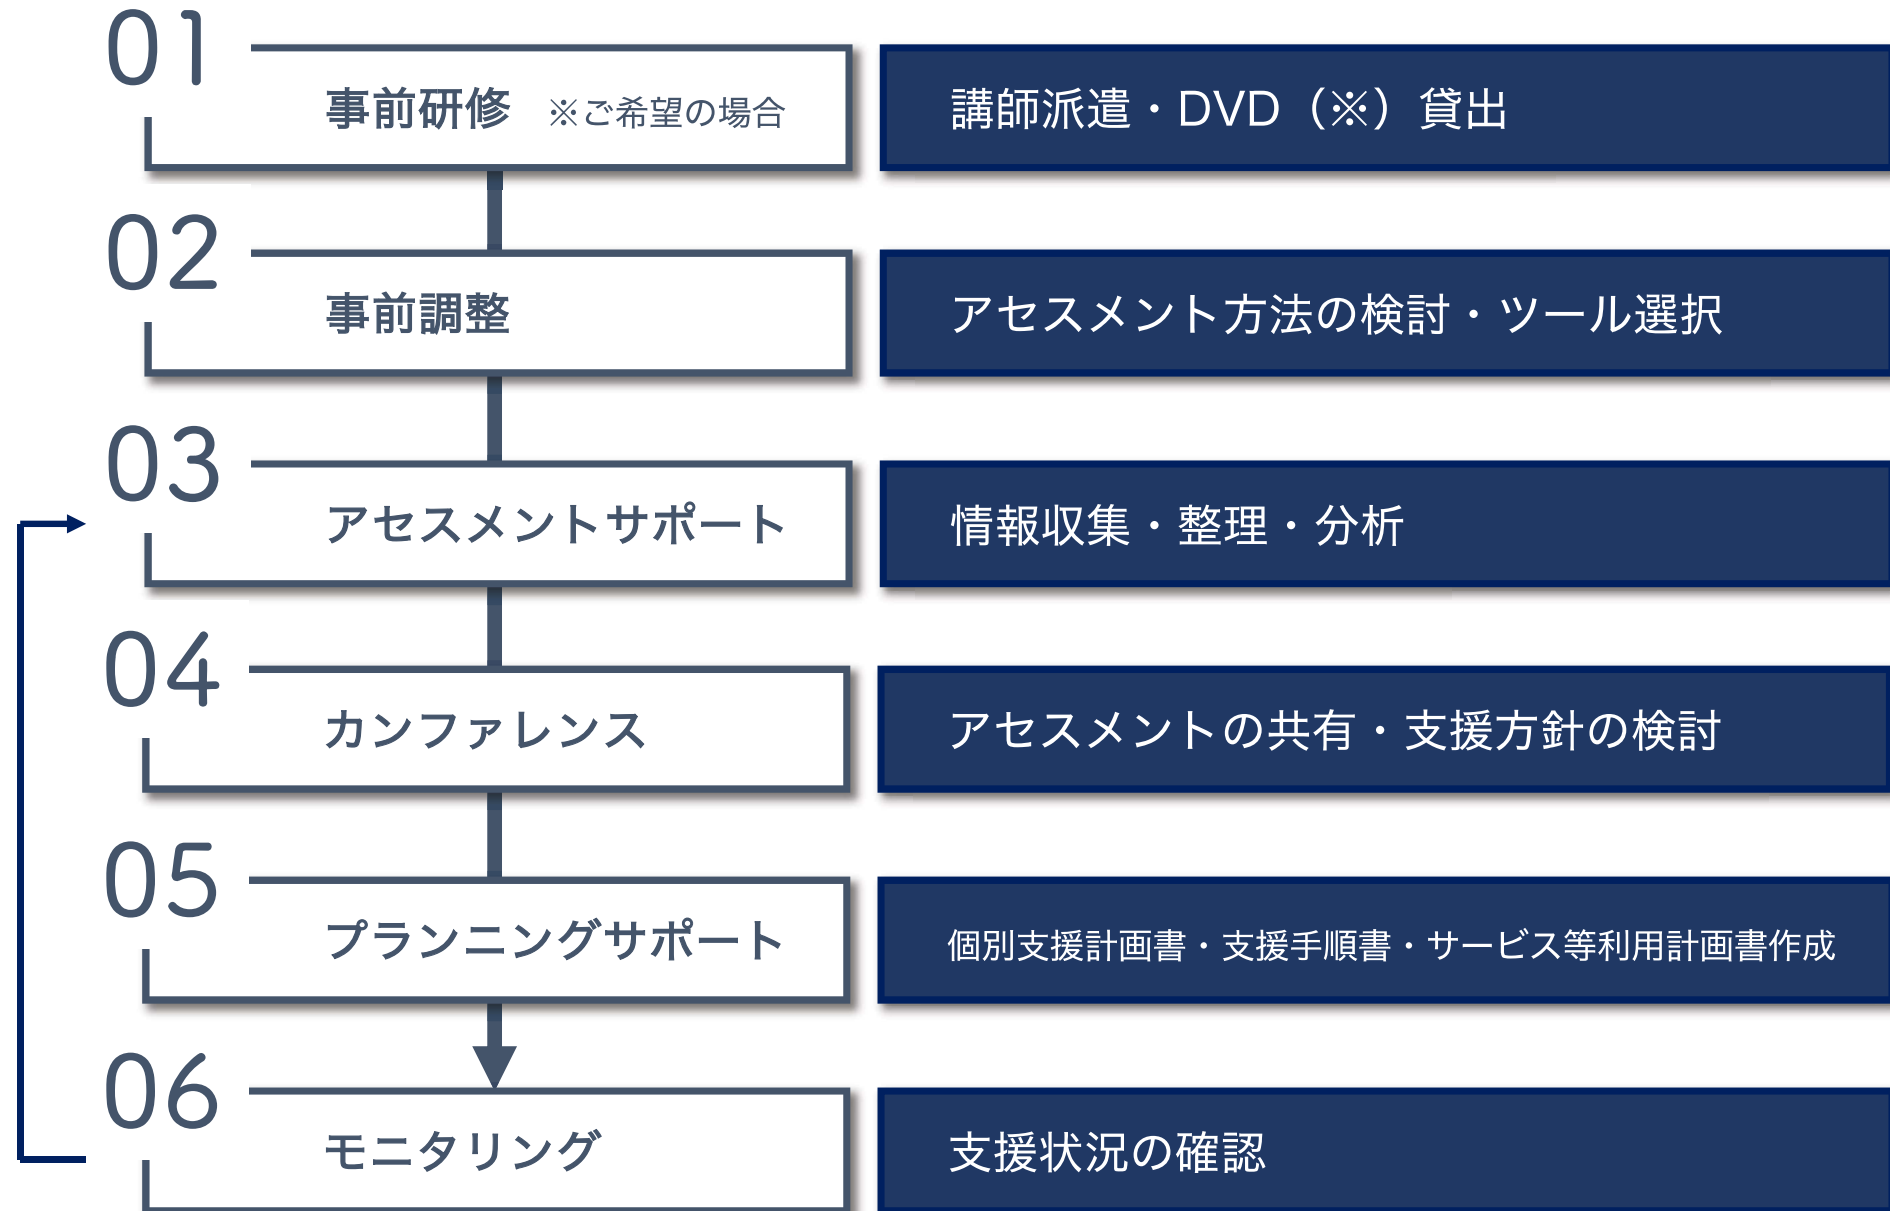 01
事前研修 ※ご希望の場合
講師派遣・DVD（※）貸出
02
事前調整
アセスメント方法の検討・ツール選択
03
アセスメントサポート
情報収集・整理・分析
04
カンファレンス
アセスメントの共有・支援方針の検討
05
プランニングサポート
個別支援計画書・支援手順書・サービス等利用計画書作成
06
モニタリング
支援状況の確認